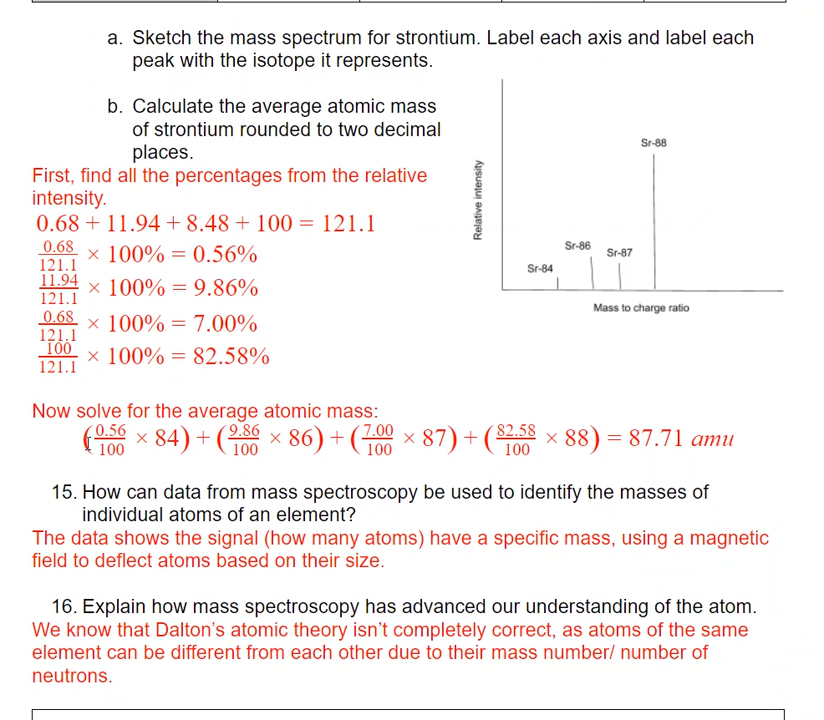 a. Sketch the mass spectrum for strontium. Label each axis and label each
peak with the isotope it represents.
b. Calculate the average atomic mass
of strontium rounded to two decimal
places.
First, find all the percentages from the relative
intensity.
0.68 + 11.94 + 8.48 + 100 = 121.1
0.68/121.1 × 100% = 0.56%
11.94/121.1 × 100% = 9.86%
0.68/121.1 × 100% = 7.00%
100/121.1 × 100% = 82.58%
Relative intensity
Sr-88
Sr-86
Sr-87
Sr-84
Mass to charge ratio
Now solve for the average atomic mass:
(0.56/100 × 84) + (9.86/100 × 86) + (7.00/100 × 87) + (82.58/100 × 88) = 87.71 amu
15. How can data from mass spectroscopy be used to identify the masses of
individual atoms of an element?
The data shows the signal (how many atoms) have a specific mass, using a magnetic
field to deflect atoms based on their size.
16. Explain how mass spectroscopy has advanced our understanding of the atom.
We know that Dalton's atomic theory isn't completely correct, as atoms of the same
element can be different from each other due to their mass number/ number of
neutrons.